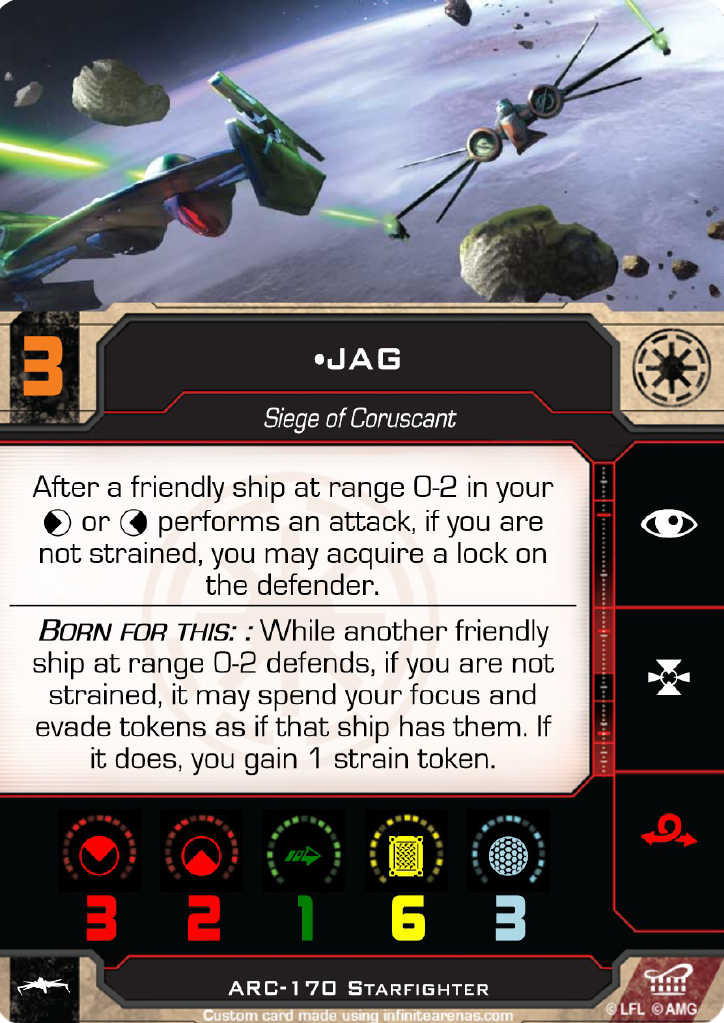 3
•JAG
Siege of Coruscant
After a friendly ship at range 0-2 in your
or performs an attack, if you are
not strained, you may acquire a lock on
the defender.
BORN FOR THIS: : While another friendly
ship at range 0-2 defends, if you are not
strained, it may spend your focus and
evade tokens as if that ship has them. If
it does, you gain 1 strain token.
3 2 1 6 3
ARC-170 STARFIGHTER
© LFL © AMG
Custom card made using infinitearenas.com